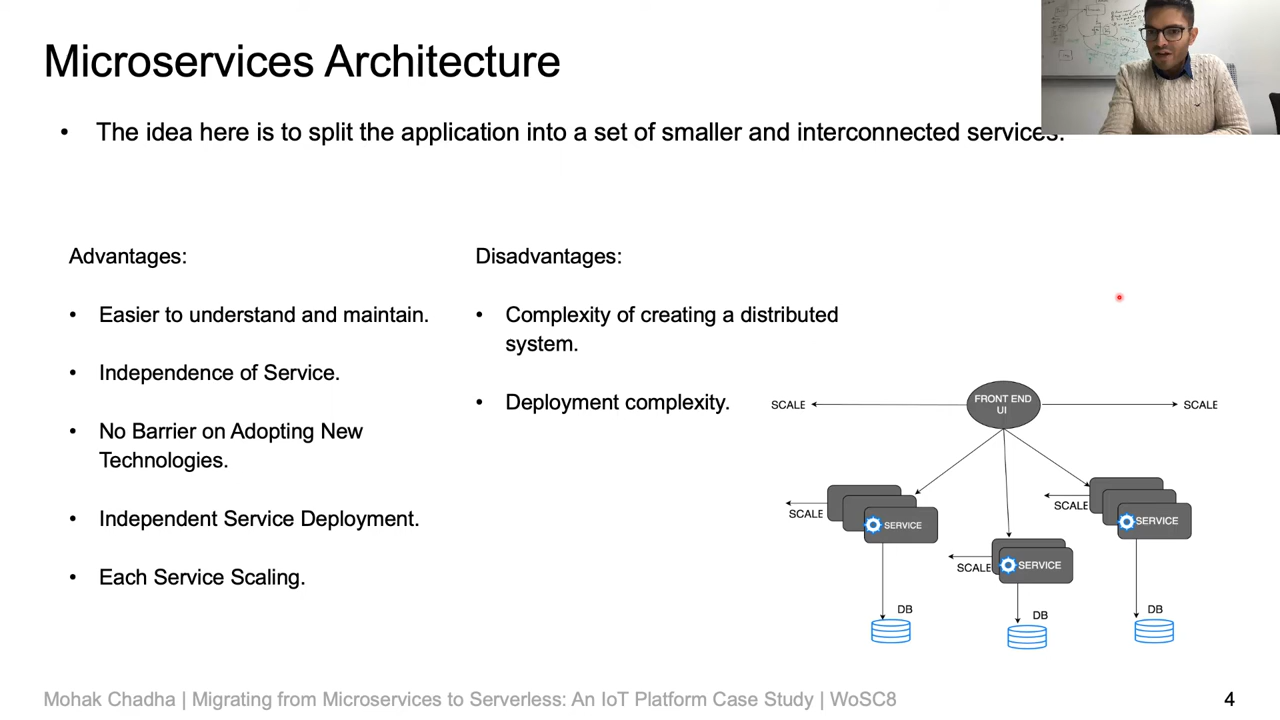 Microservices Architecture
• The idea here is to split the application into a set of smaller and interconnected services.
Advantages:
• Easier to understand and maintain.
• Independence of Service.
• No Barrier on Adopting New
Technologies.
• Independent Service Deployment.
• Each Service Scaling.
Disadvantages:
• Complexity of creating a distributed
system.
• Deployment complexity.
SCALE
FRONT END
UI
SCALE
SCALE
SERVICE
SCALE
SERVICE
SCALE
SERVICE
DB
DB
DB
Mohak Chadha | Migrating from Microservices to Serverless: An IoT Platform Case Study | WoSC8
4